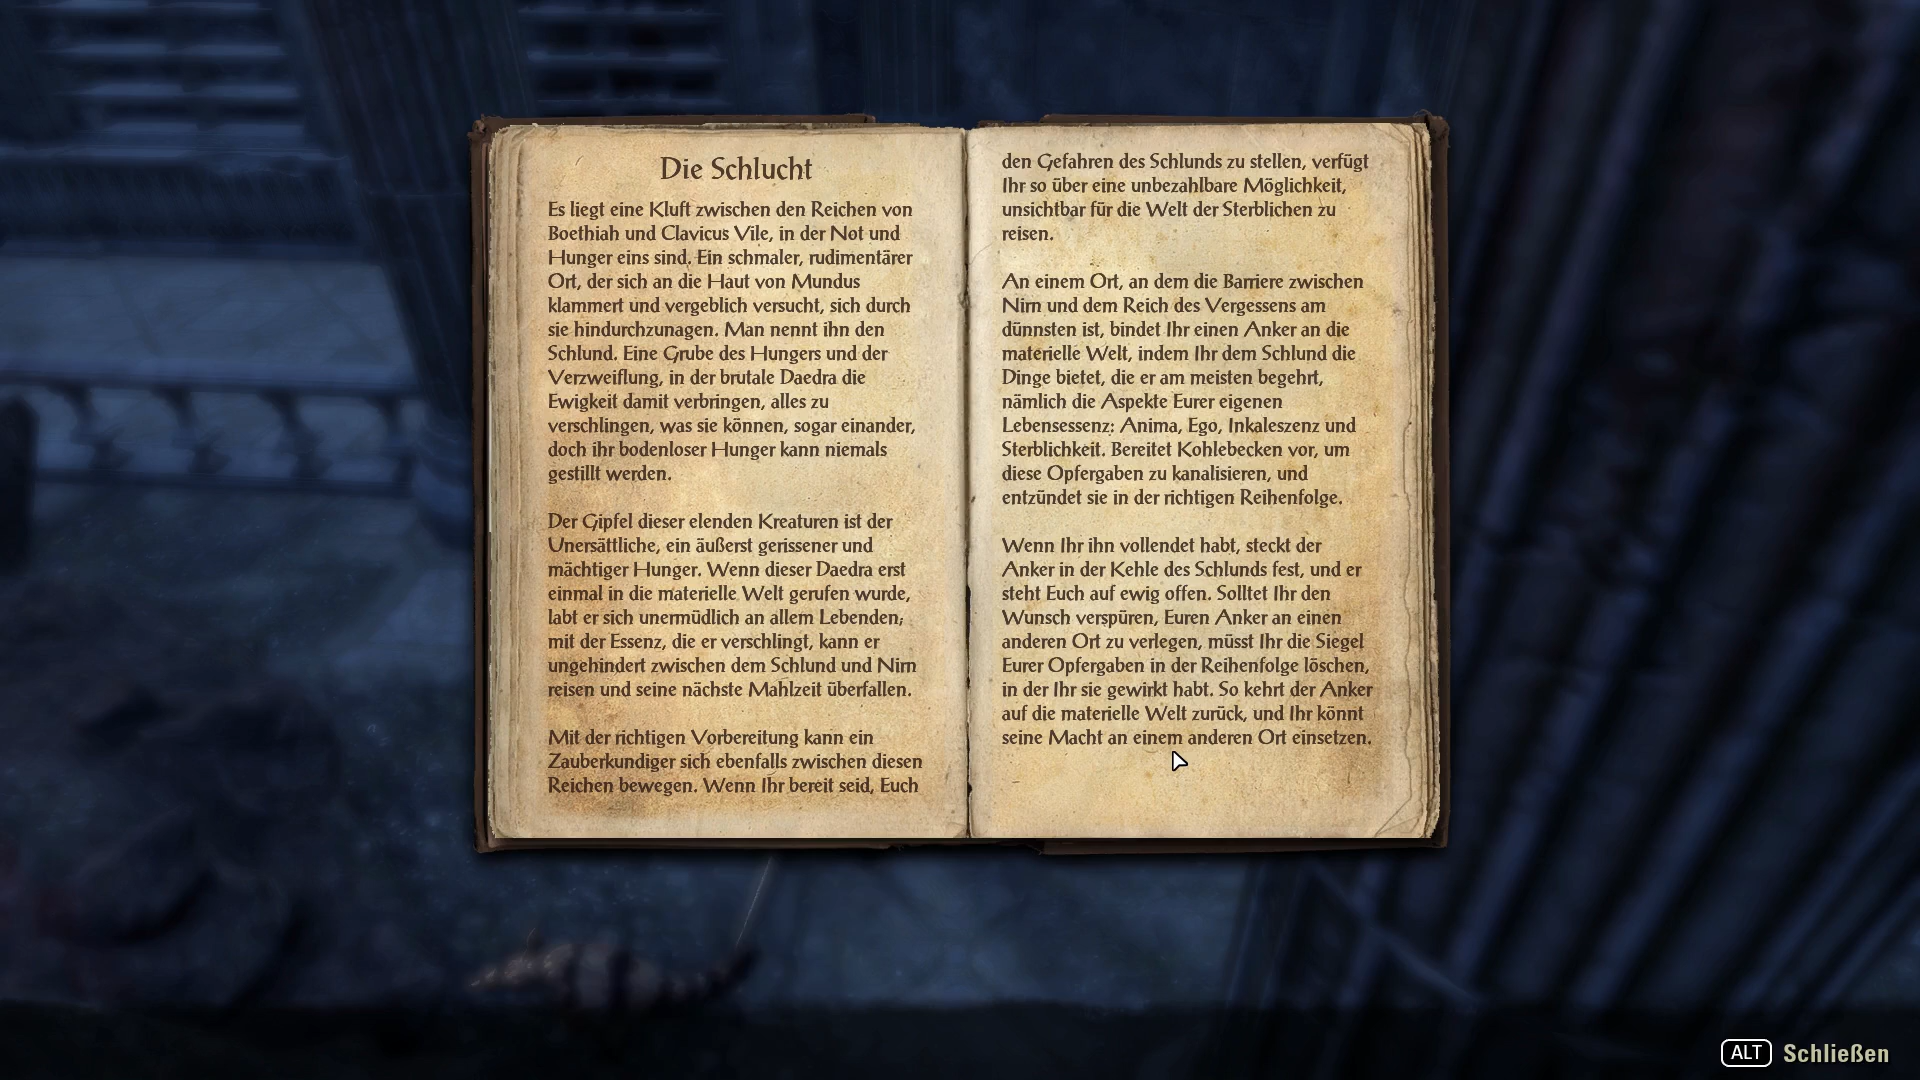 Die Schlucht
Es liegt eine Kluft zwischen den Reichen von
Boethiah und Clavicus Vile, in der Not und
Hunger eins sind. Ein schmaler, rudimentärer
Ort, der sich an die Haut von Mundus
klammert und vergeblich versucht, sich durch
sie hindurchzunagen. Man nennt ihn den
Schlund. Eine Grube des Hungers und der
Verzweiflung, in der brutale Daedra die
Ewigkeit damit verbringen, alles zu
verschlingen, was sie können, sogar einander,
doch ihr bodenloser Hunger kann niemals
gestillt werden.
Der Gipfel dieser elenden Kreaturen ist der
Unersättliche, ein äußerst gerissener und
mächtiger Hunger. Wenn dieser Daedra erst
einmal in die materielle Welt gerufen wurde,
labt er sich unermüdlich an allem Lebenden;
mit der Essenz, die er verschlingt, kann er
ungehindert zwischen dem Schlund und Nirn
reisen und seine nächste Mahlzeit überfallen.
Mit der richtigen Vorbereitung kann ein
Zauberkundiger sich ebenfalls zwischen diesen
Reichen bewegen. Wenn Ihr bereit seid, Euch
den Gefahren des Schlunds zu stellen, verfügt
Ihr so über eine unbezahlbare Möglichkeit,
unsichtbar für die Welt der Sterblichen zu
reisen.
An einem Ort, an dem die Barriere zwischen
Nirn und dem Reich des Vergessens am
dünnsten ist, bindet Ihr einen Anker an die
materielle Welt, indem Ihr dem Schlund die
Dinge bietet, die er am meisten begehrt,
nämlich die Aspekte Eurer eigenen
Lebensessenz: Anima, Ego, Inkaleszenz und
Sterblichkeit. Bereitet Kohlebecken vor, um
diese Opfergaben zu kanalisieren, und
entzündet sie in der richtigen Reihenfolge.
Wenn Ihr ihn vollendet habt, steckt der
Anker in der Kehle des Schlunds fest, und er
steht Euch auf ewig offen. Solltet Ihr den
Wunsch verspüren, Euren Anker an einen
anderen Ort zu verlegen, müsst Ihr die Siegel
Eurer Opfergaben in der Reihenfolge löschen,
in der Ihr sie gewirkt habt. So kehrt der Anker
auf die materielle Welt zurück, und Ihr könnt
seine Macht an einem anderen Ort einsetzen.
ALT Schließen